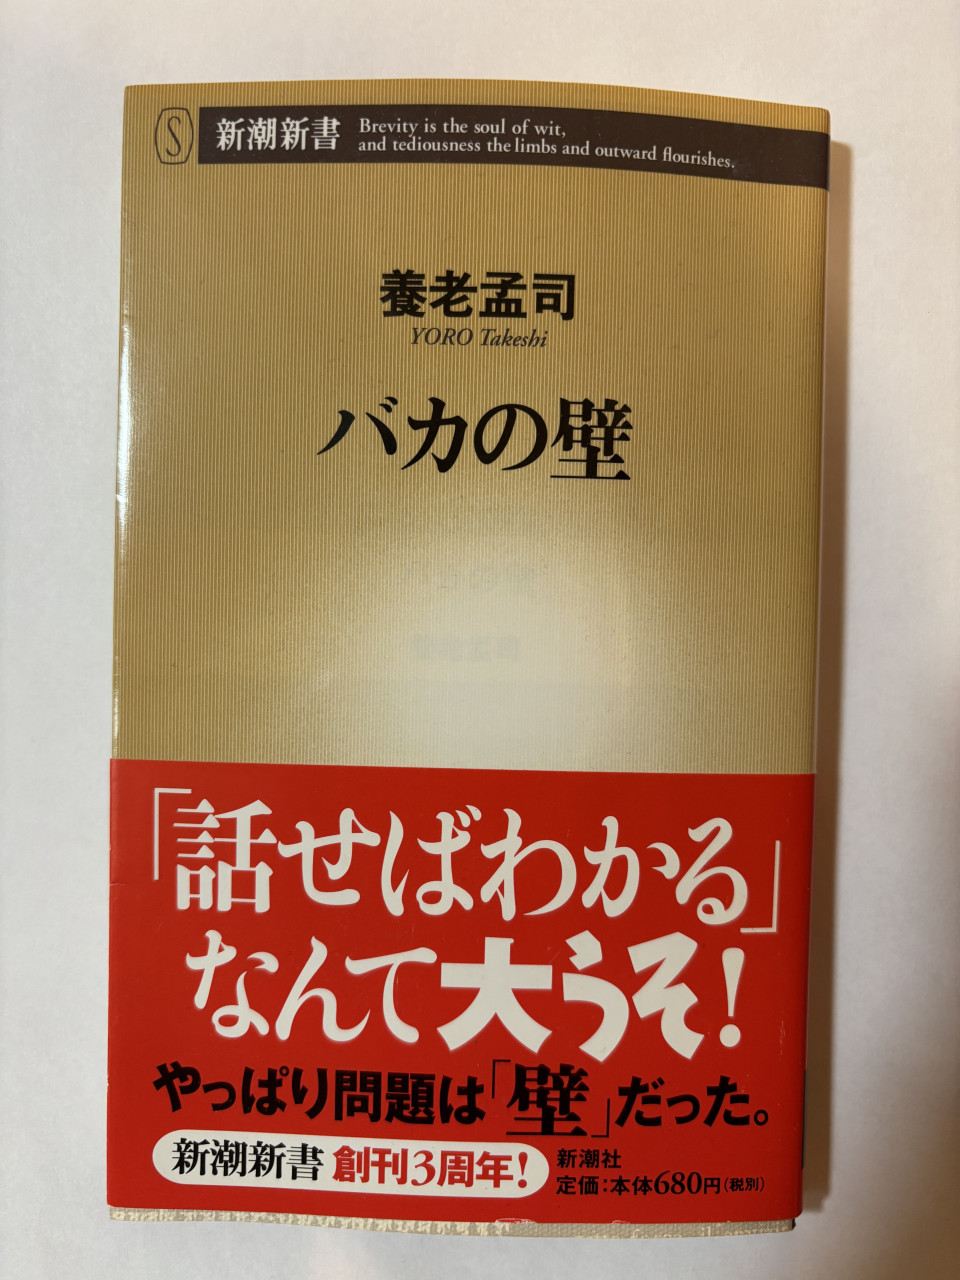 S
新潮新書
Brevity is the soul of wit,
and tediousness the limbs and outward flourishes.
養老孟司
YORO Takeshi
バカの壁
「話せばわかる」
なんて大うそ!
やっぱり問題は「壁」だった。
新潮新書 創刊3周年!
新潮社
定価:本体680円(税別)